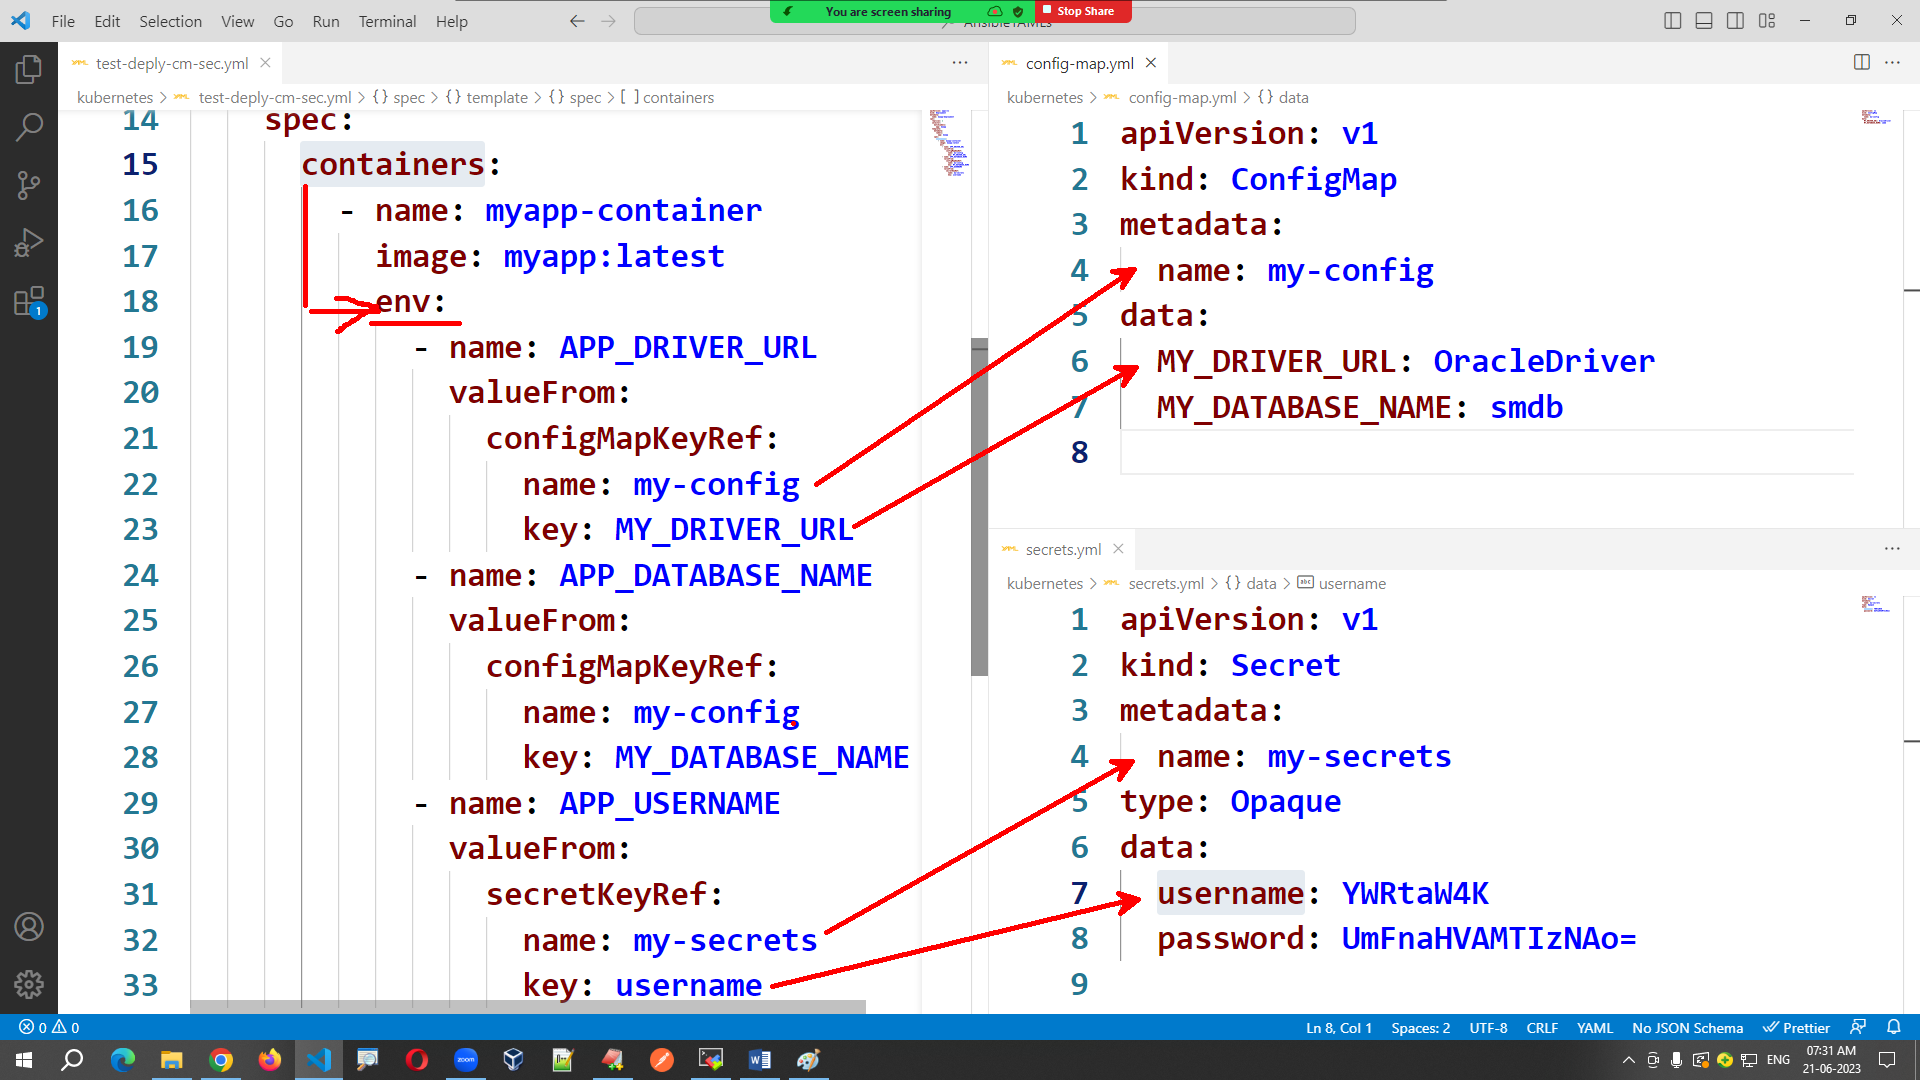 File Edit Selection View Go Run Terminal Help
You are screen sharing
Stop Share
AnsibleYAMLs
test-deply-cm-sec.yml
kubernetes > test-deply-cm-sec.yml > {} spec > {} template > {} spec > [ ] containers
14 spec:
15 containers:
16 - name: myapp-container
17 image: myapp:latest
18 env:
19 - name: APP_DRIVER_URL
20 valueFrom:
21 configMapKeyRef:
22 name: my-config
23 key: MY_DRIVER_URL
24 - name: APP_DATABASE_NAME
25 valueFrom:
26 configMapKeyRef:
27 name: my-config
28 key: MY_DATABASE_NAME
29 - name: APP_USERNAME
30 valueFrom:
31 secretKeyRef:
32 name: my-secrets
33 key: username
config-map.yml
kubernetes > config-map.yml > {} data
1 apiVersion: v1
2 kind: ConfigMap
3 metadata:
4 name: my-config
5 data:
6 MY_DRIVER_URL: OracleDriver
7 MY_DATABASE_NAME: smdb
8
secrets.yml
kubernetes > secrets.yml > {} data > abc username
1 apiVersion: v1
2 kind: Secret
3 metadata:
4 name: my-secrets
5 type: Opaque
6 data:
7 username: YWRtaW4K
8 password: UmFnaHVAMTIzNAo=
9
1
0 0
Ln 8, Col 1 Spaces: 2 UTF-8 CRLF YAML No JSON Schema Prettier
zoom
ENG
07:31 AM
21-06-2023